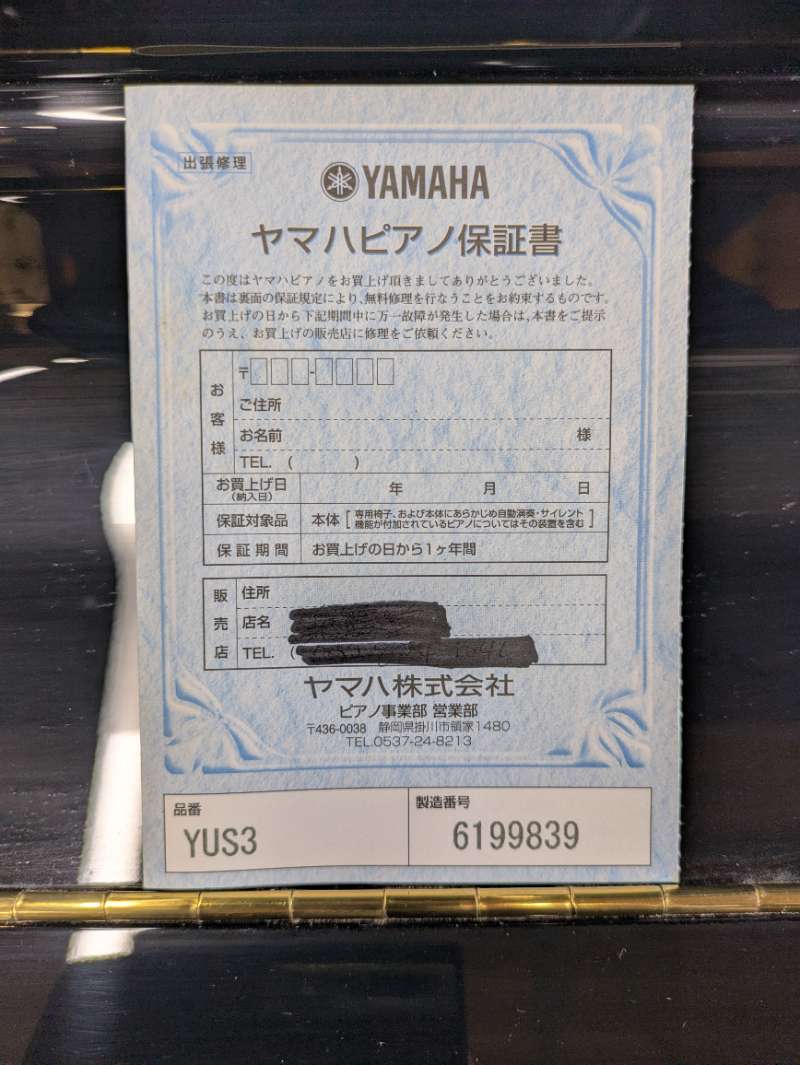 出張修理
YAMAHA
ヤマハピアノ保証書
この度はヤマハピアノをお買上げ頂きましてありがとうございました。
本書は裏面の保証規定により、無料修理を行なうことをお約束するものです。
お買上げの日から下記期間中に万一故障が発生した場合は、本書をご提示
のうえ、お買上げの販売店に修理をご依頼ください。
お客様
〒 -
ご住所
お名前 様
TEL. ( )
お買上げ日 年 月 日
(納入日)
保証対象品 本体 [専用椅子、および本体にあらかじめ自動演奏・サイレント
機能が付加されているピアノについてはその装置を含む]
保証期間 お買上げの日から1ヶ年間
販売店
住所
店名
TEL. (
ヤマハ株式会社
ピアノ事業部 営業部
〒436-0038 静岡県掛川市領家1480
TEL.0537-24-8213
品番 製造番号
YUS3 6199839